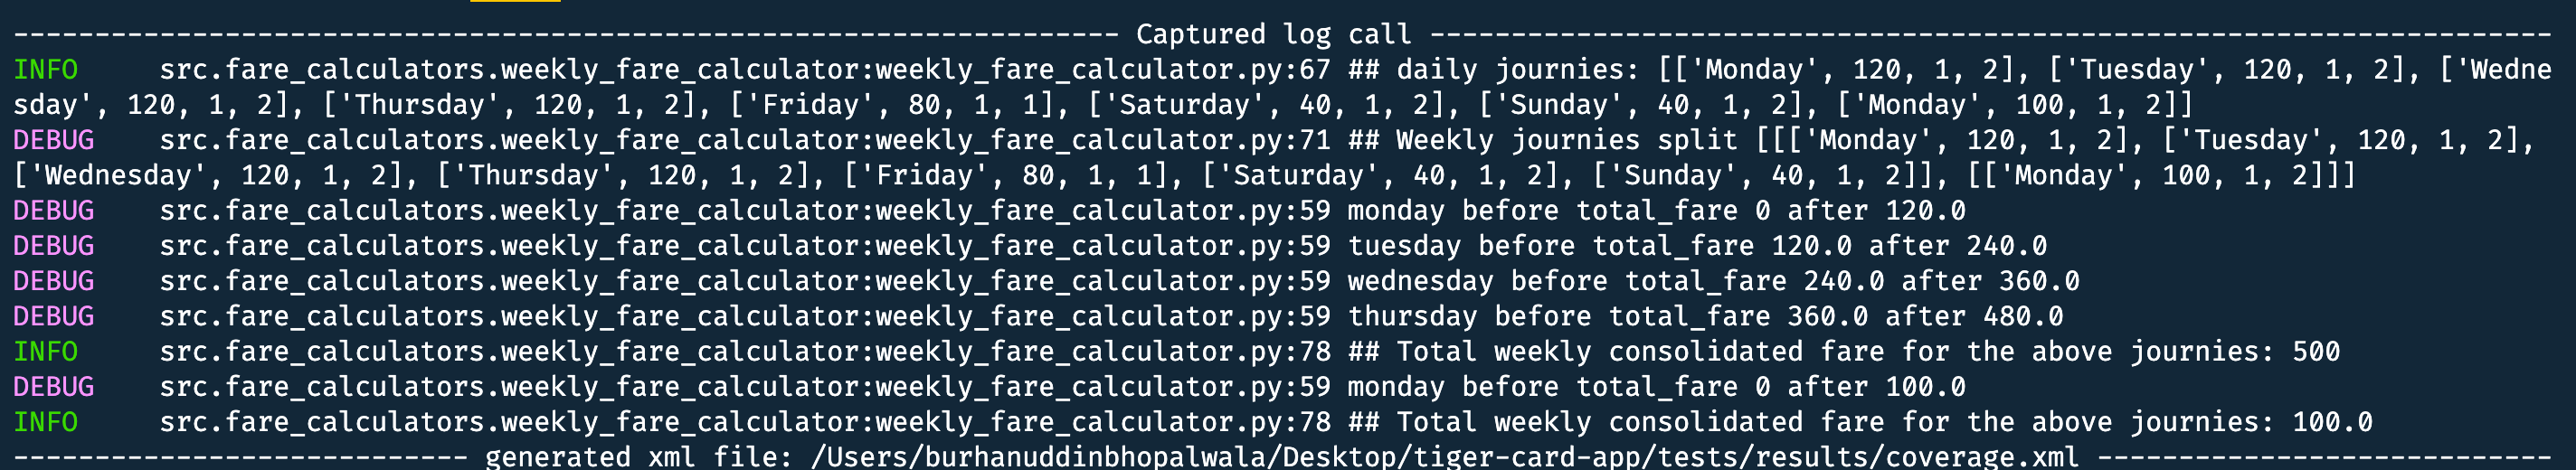 -------------------------------------------------------------------- Captured log call ---------------------------------------------------------------------
INFO     src.fare_calculators.weekly_fare_calculator:weekly_fare_calculator.py:67 ## daily journies: [['Monday', 120, 1, 2], ['Tuesday', 120, 1, 2], ['Wedne
sday', 120, 1, 2], ['Thursday', 120, 1, 2], ['Friday', 80, 1, 1], ['Saturday', 40, 1, 2], ['Sunday', 40, 1, 2], ['Monday', 100, 1, 2]]
DEBUG    src.fare_calculators.weekly_fare_calculator:weekly_fare_calculator.py:71 ## Weekly journies split [[['Monday', 120, 1, 2], ['Tuesday', 120, 1, 2],
['Wednesday', 120, 1, 2], ['Thursday', 120, 1, 2], ['Friday', 80, 1, 1], ['Saturday', 40, 1, 2], ['Sunday', 40, 1, 2]], [['Monday', 100, 1, 2]]]
DEBUG    src.fare_calculators.weekly_fare_calculator:weekly_fare_calculator.py:59 monday before total_fare 0 after 120.0
DEBUG    src.fare_calculators.weekly_fare_calculator:weekly_fare_calculator.py:59 tuesday before total_fare 120.0 after 240.0
DEBUG    src.fare_calculators.weekly_fare_calculator:weekly_fare_calculator.py:59 wednesday before total_fare 240.0 after 360.0
DEBUG    src.fare_calculators.weekly_fare_calculator:weekly_fare_calculator.py:59 thursday before total_fare 360.0 after 480.0
INFO     src.fare_calculators.weekly_fare_calculator:weekly_fare_calculator.py:78 ## Total weekly consolidated fare for the above journies: 500
DEBUG    src.fare_calculators.weekly_fare_calculator:weekly_fare_calculator.py:59 monday before total_fare 0 after 100.0
INFO     src.fare_calculators.weekly_fare_calculator:weekly_fare_calculator.py:78 ## Total weekly consolidated fare for the above journies: 100.0
---------------------------- generated xml file: /Users/burhanuddinbhopalwala/Desktop/tiger-card-app/tests/results/coverage.xml ----------------------------